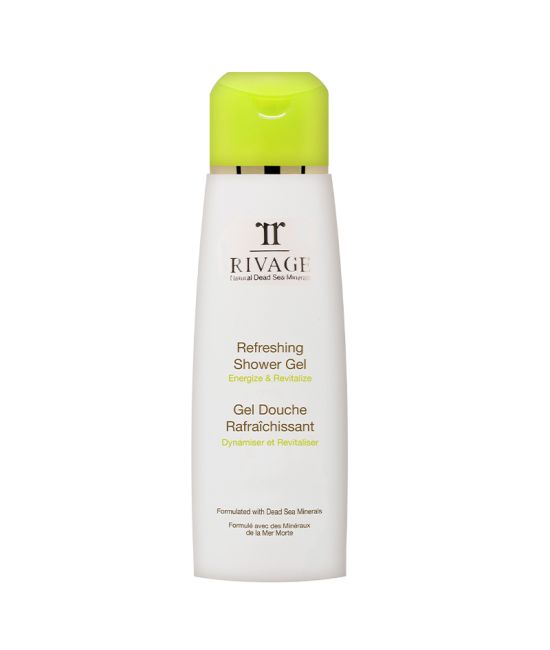 RIVAGE
Natural Dead Sea Minerals
Refreshing
Shower Gel
Energize & Revitalize
Gel Douche
Rafraîchissant
Dynamiser et Revitaliser
Formulated with Dead Sea Minerals
Formulé avec des Minéraux
de la Mer Morte